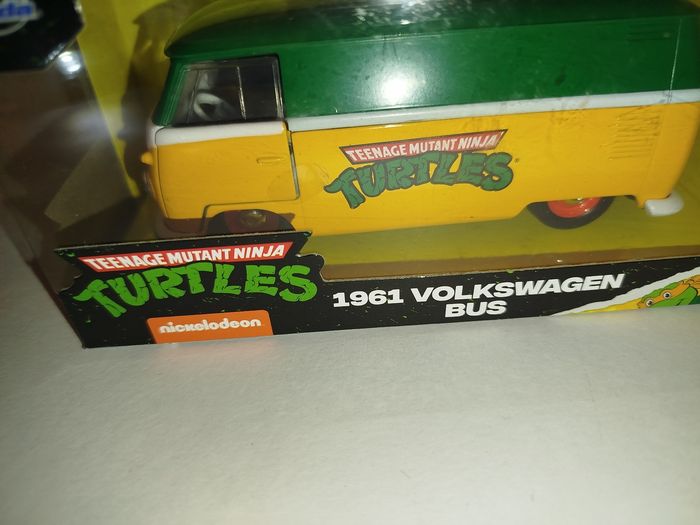 TEENAGE MUTANT NINJA
TURTLES
TEENAGE MUTANT NINJA
TURTLES
nickelodeon
1961 VOLKSWAGEN
BUS